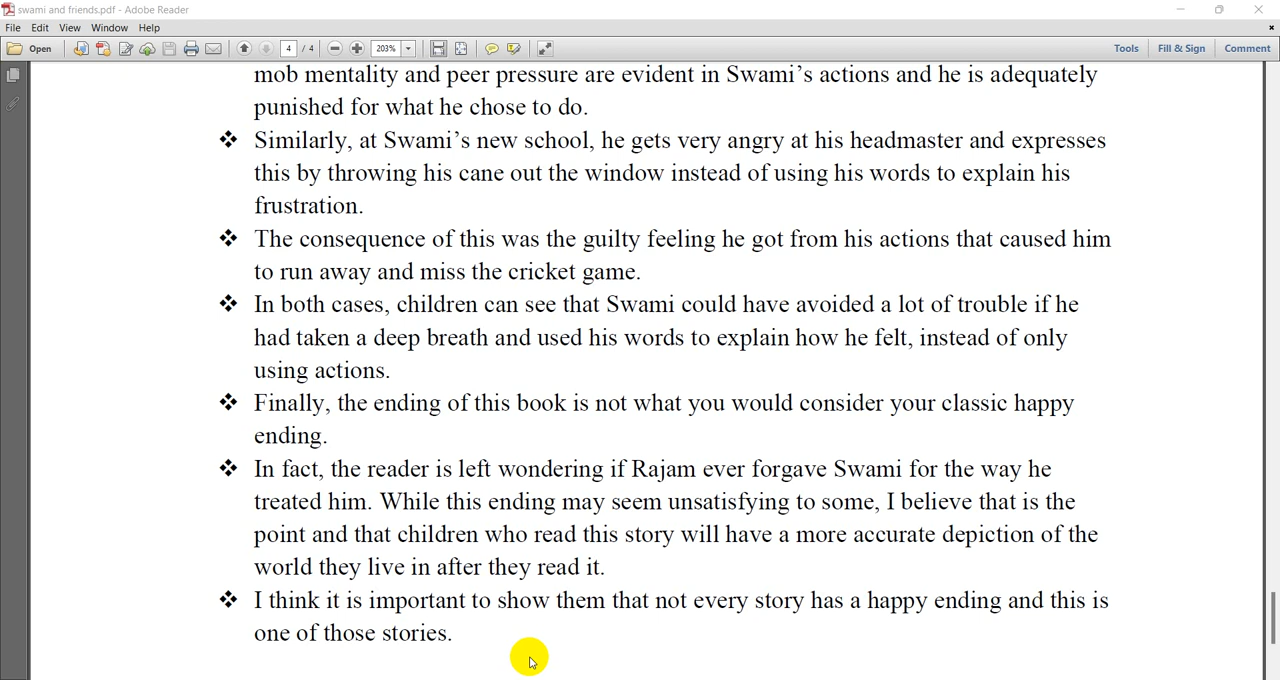 swami and friends.pdf - Adobe Reader
File Edit View Window Help
Open 4 / 4 203% Tools Fill & Sign Comment
mob mentality and peer pressure are evident in Swami's actions and he is adequately
punished for what he chose to do.
❖ Similarly, at Swami's new school, he gets very angry at his headmaster and expresses
this by throwing his cane out the window instead of using his words to explain his
frustration.
❖ The consequence of this was the guilty feeling he got from his actions that caused him
to run away and miss the cricket game.
❖ In both cases, children can see that Swami could have avoided a lot of trouble if he
had taken a deep breath and used his words to explain how he felt, instead of only
using actions.
❖ Finally, the ending of this book is not what you would consider your classic happy
ending.
❖ In fact, the reader is left wondering if Rajam ever forgave Swami for the way he
treated him. While this ending may seem unsatisfying to some, I believe that is the
point and that children who read this story will have a more accurate depiction of the
world they live in after they read it.
❖ I think it is important to show them that not every story has a happy ending and this is
one of those stories.